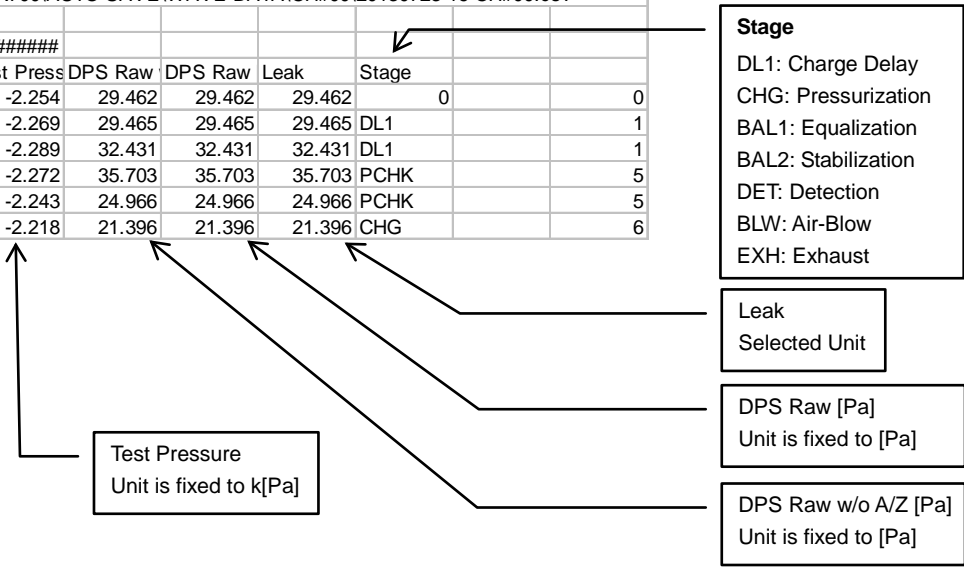 ######
st Press DPS Raw DPS Raw Leak Stage
-2.254 29.462 29.462 29.462 0 0
-2.269 29.465 29.465 29.465 DL1 1
-2.289 32.431 32.431 32.431 DL1 1
-2.272 35.703 35.703 35.703 PCHK 5
-2.243 24.966 24.966 24.966 PCHK 5
-2.218 21.396 21.396 21.396 CHG 6
Stage
DL1: Charge Delay
CHG: Pressurization
BAL1: Equalization
BAL2: Stabilization
DET: Detection
BLW: Air-Blow
EXH: Exhaust
Leak
Selected Unit
DPS Raw [Pa]
Unit is fixed to [Pa]
Test Pressure
Unit is fixed to k[Pa]
DPS Raw w/o A/Z [Pa]
Unit is fixed to [Pa]